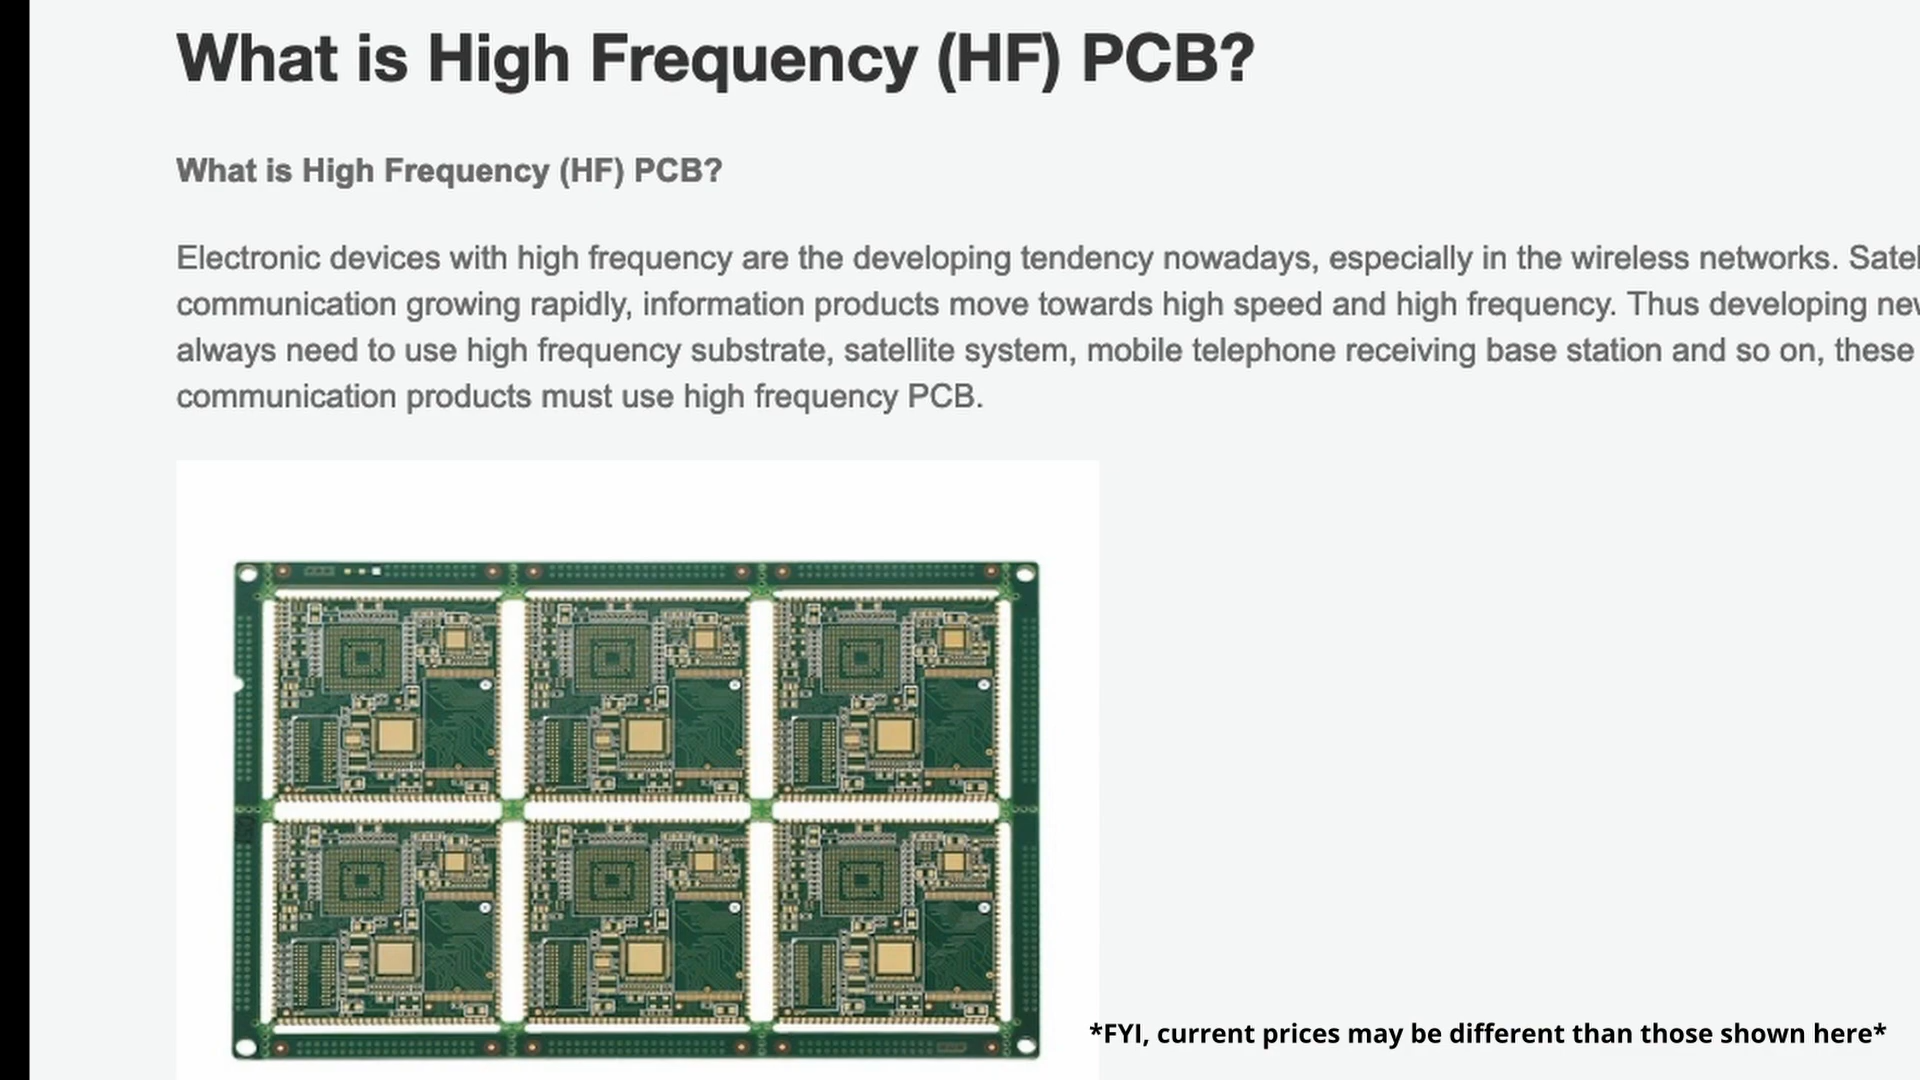 What is High Frequency (HF) PCB?
What is High Frequency (HF) PCB?
Electronic devices with high frequency are the developing tendency nowadays, especially in the wireless networks.
communication growing rapidly, information products move towards high speed and high frequency. Thus developing
always need to use high frequency substrate, satellite system, mobile telephone receiving base station and so on, these
communication products must use high frequency PCB.
*FYI, current prices may be different than those shown here*